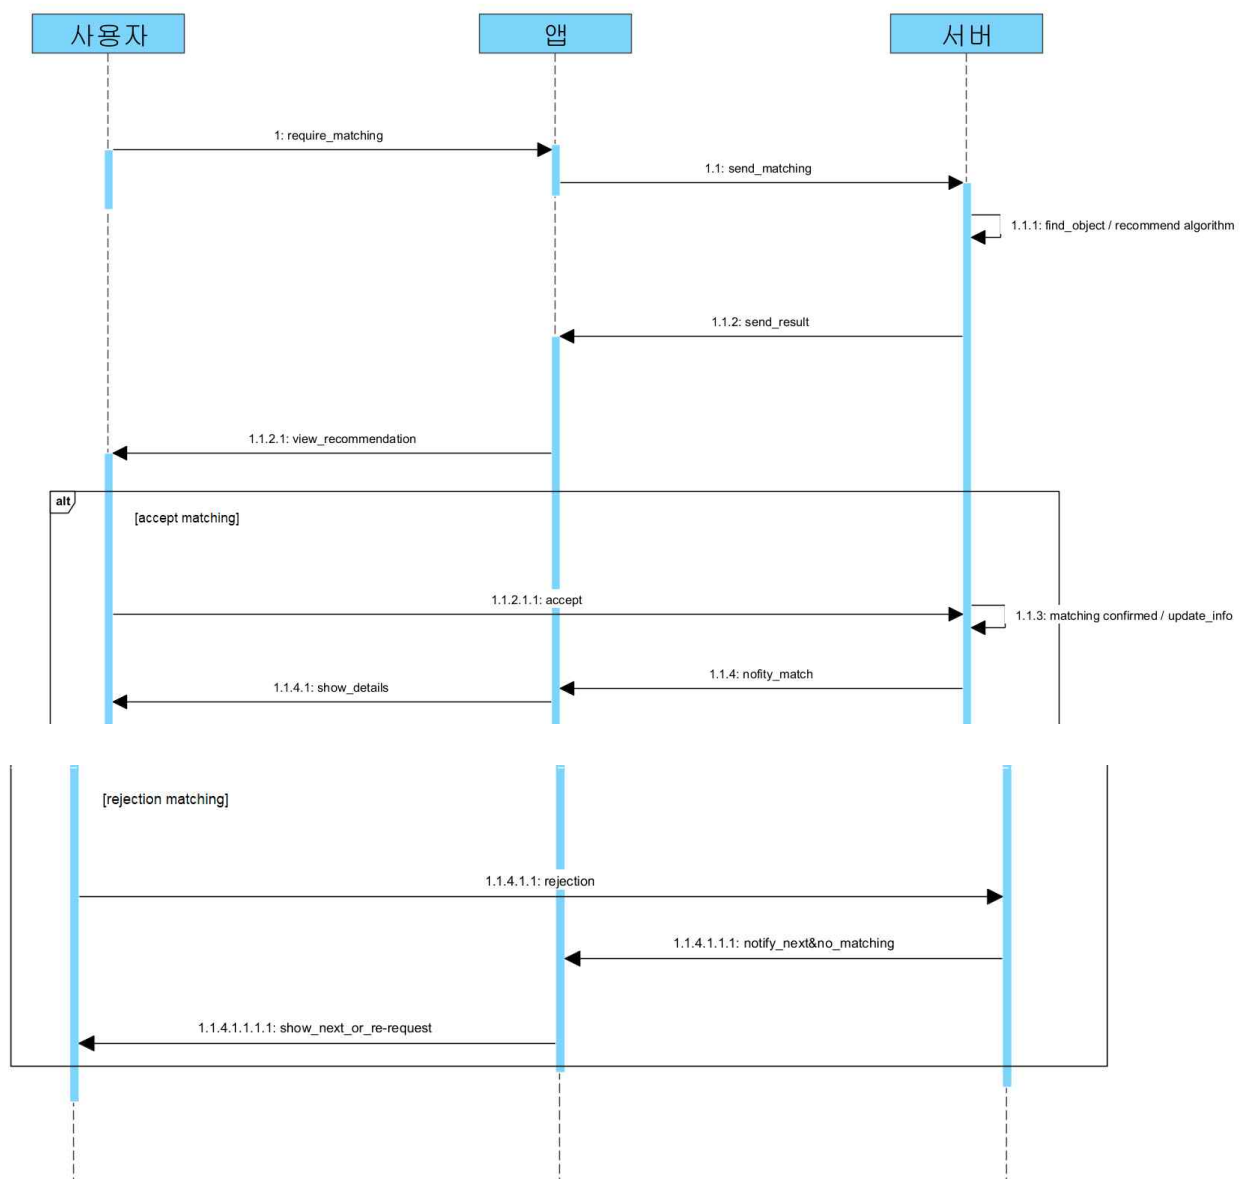 사용자
앱
서버
1: require_matching
1.1: send_matching
1.1.1: find_object / recommend algorithm
1.1.2: send_result
1.1.2.1: view_recommendation
alt
[accept matching]
1.1.2.1.1: accept
1.1.3: matching confirmed / update_info
1.1.4: nofity_match
1.1.4.1: show_details
[rejection matching]
1.1.4.1.1: rejection
1.1.4.1.1.1: notify_next&no_matching
1.1.4.1.1.1.1: show_next_or_re-request